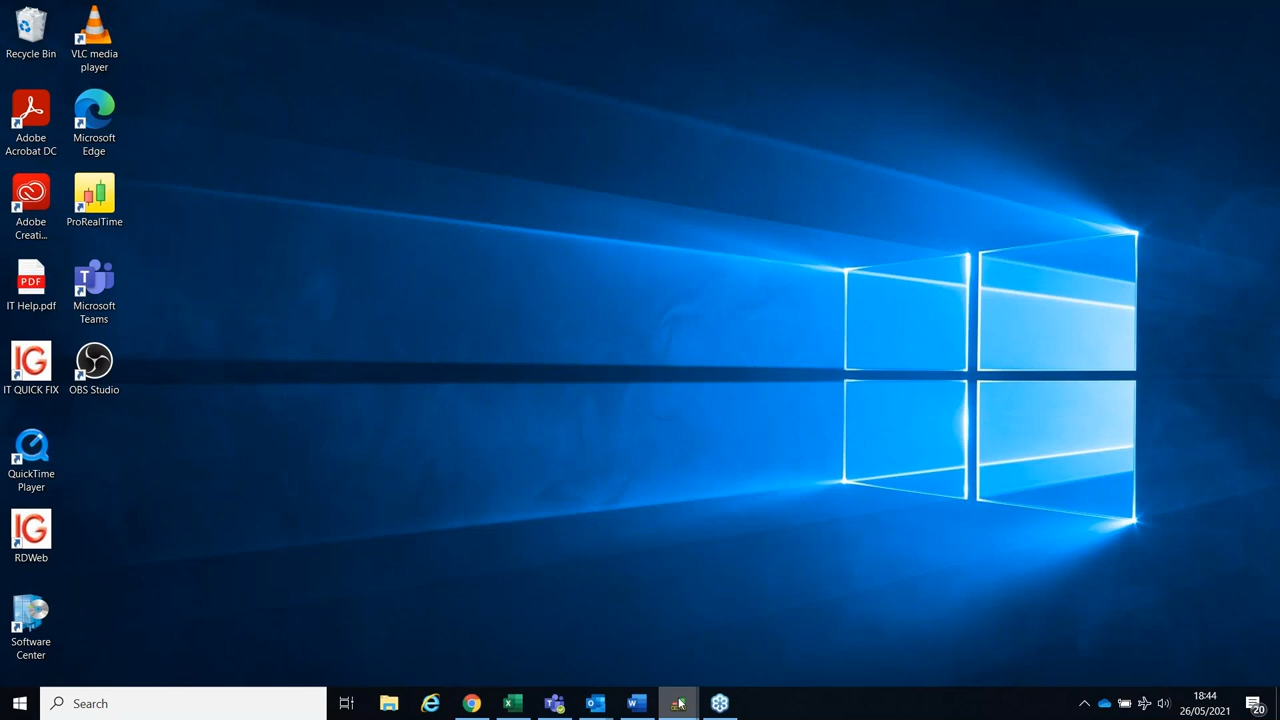 Recycle Bin
VLC media
player
Adobe
Acrobat DC
Microsoft
Edge
Adobe
Creati...
ProRealTime
PDF
IT Help.pdf
T
Microsoft
Teams
IG
IT QUICK FIX
OBS Studio
QuickTime
Player
IG
RDWeb
Software
Center
Search
18:44
26/05/2021
20